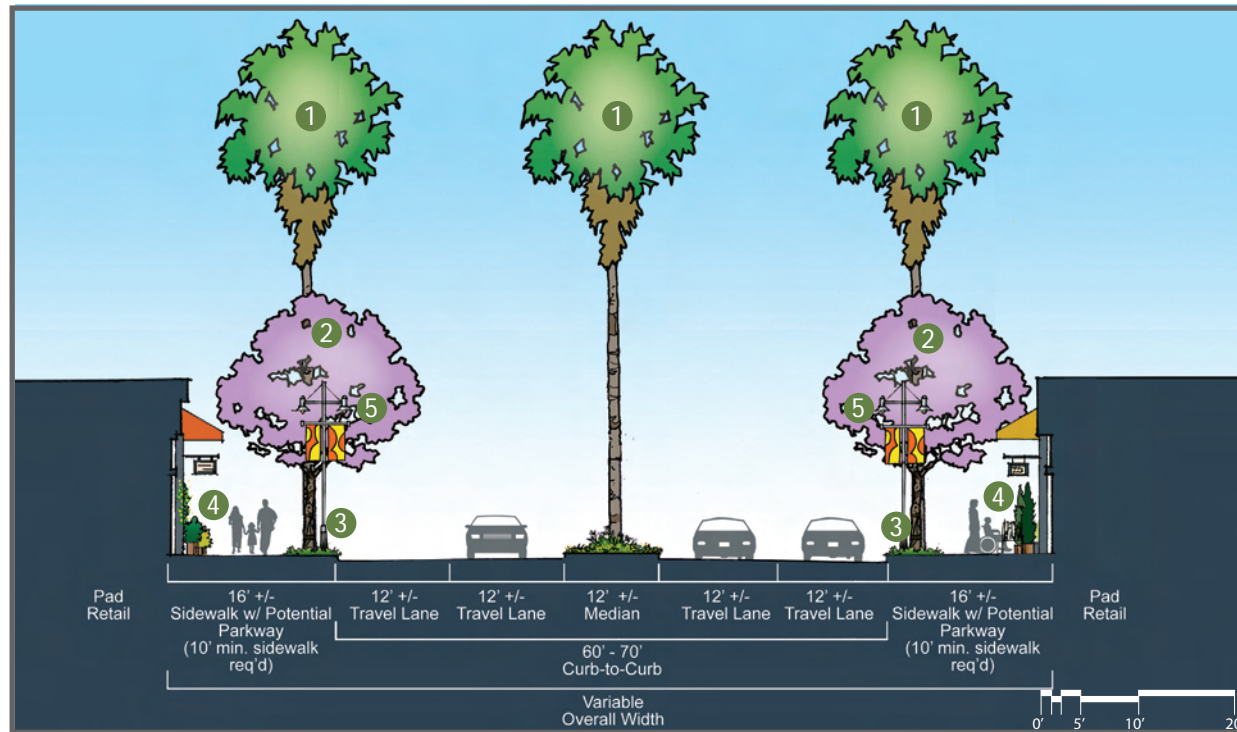 1
1
1
2
2
5
5
4
4
3
3
Pad
Retail
16' +/-
Sidewalk w/ Potential
Parkway
(10' min. sidewalk
req'd)
12' +/-
Travel Lane
12' +/-
Travel Lane
12' +/-
Median
12' +/-
Travel Lane
12' +/-
Travel Lane
16' +/-
Sidewalk w/ Potential
Parkway
(10' min. sidewalk
req'd)
Pad
Retail
60' - 70'
Curb-to-Curb
Variable
Overall Width
0' 5' 10' 20